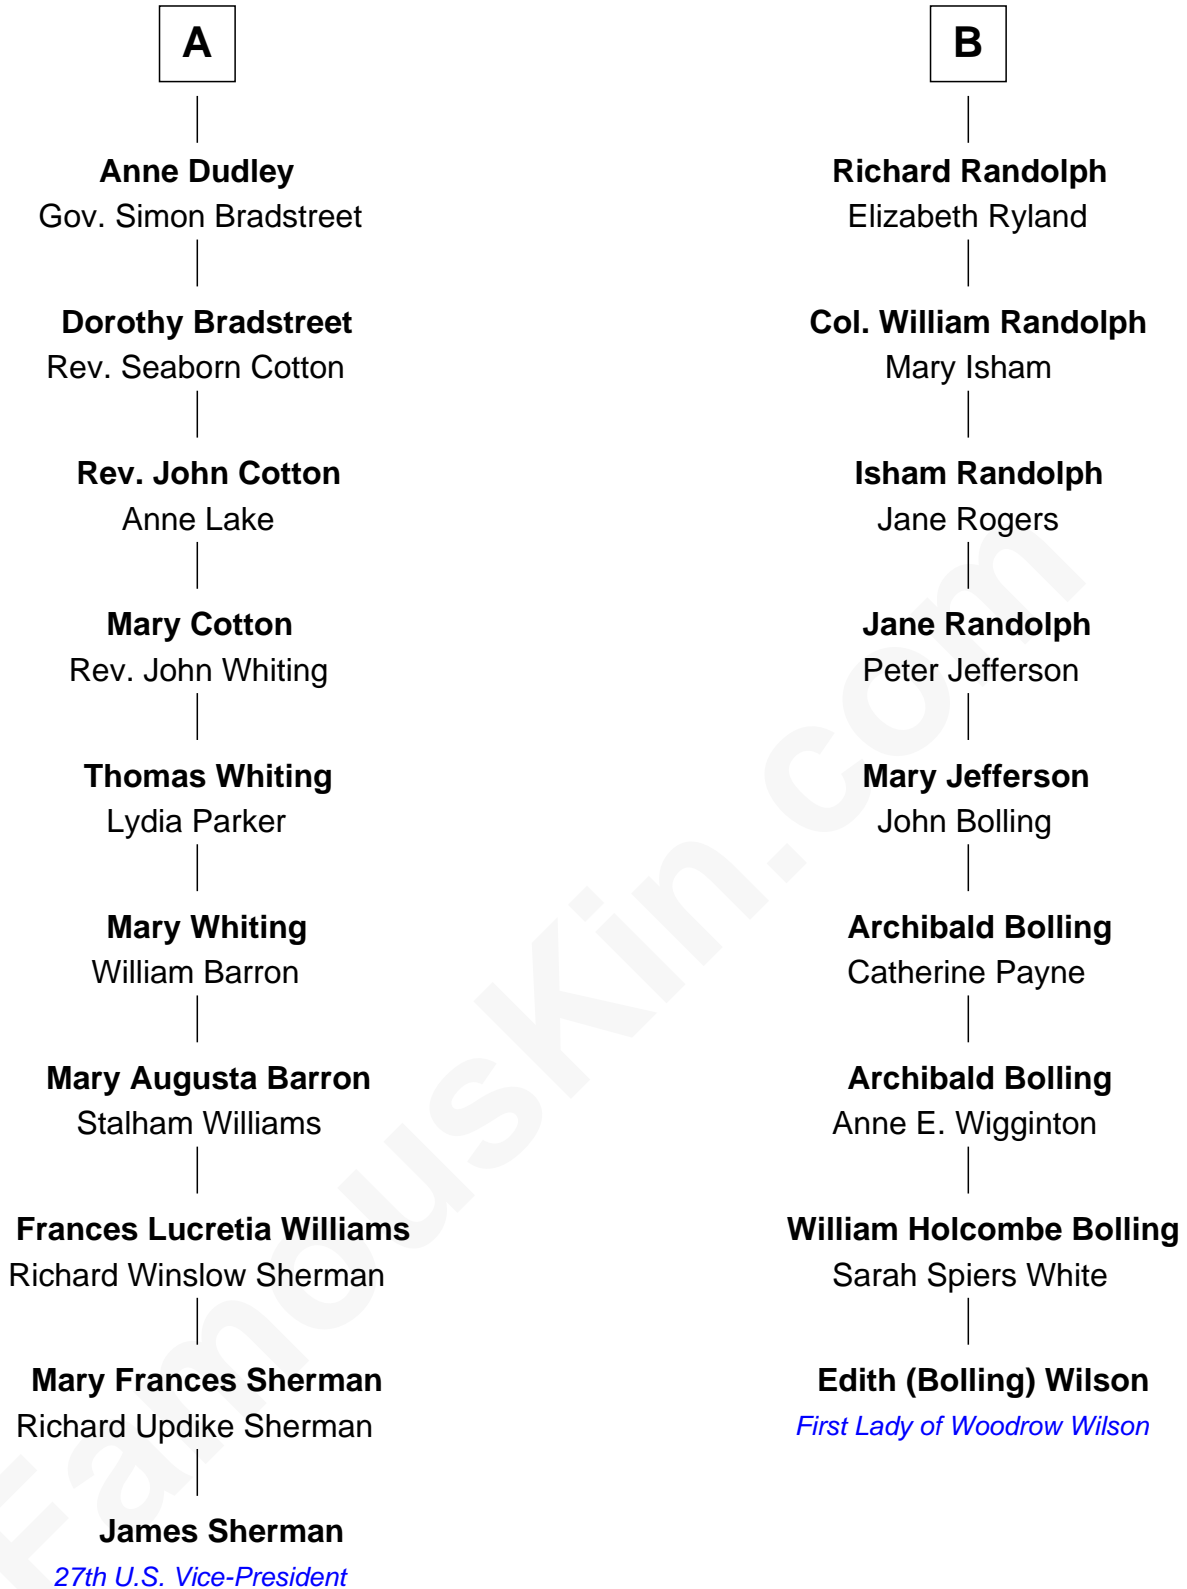 A
Anne Dudley
Gov. Simon Bradstreet
Dorothy Bradstreet
Rev. Seaborn Cotton
Rev. John Cotton
Anne Lake
Mary Cotton
Rev. John Whiting
Thomas Whiting
Lydia Parker
Mary Whiting
William Barron
Mary Augusta Barron
Stalham Williams
Frances Lucretia Williams
Richard Winslow Sherman
Mary Frances Sherman
Richard Updike Sherman
James Sherman
27th U.S. Vice-President
B
Richard Randolph
Elizabeth Ryland
Col. William Randolph
Mary Isham
Isham Randolph
Jane Rogers
Jane Randolph
Peter Jefferson
Mary Jefferson
John Bolling
Archibald Bolling
Catherine Payne
Archibald Bolling
Anne E. Wigginton
William Holcombe Bolling
Sarah Spiers White
Edith (Bolling) Wilson
First Lady of Woodrow Wilson
FamousKin.com